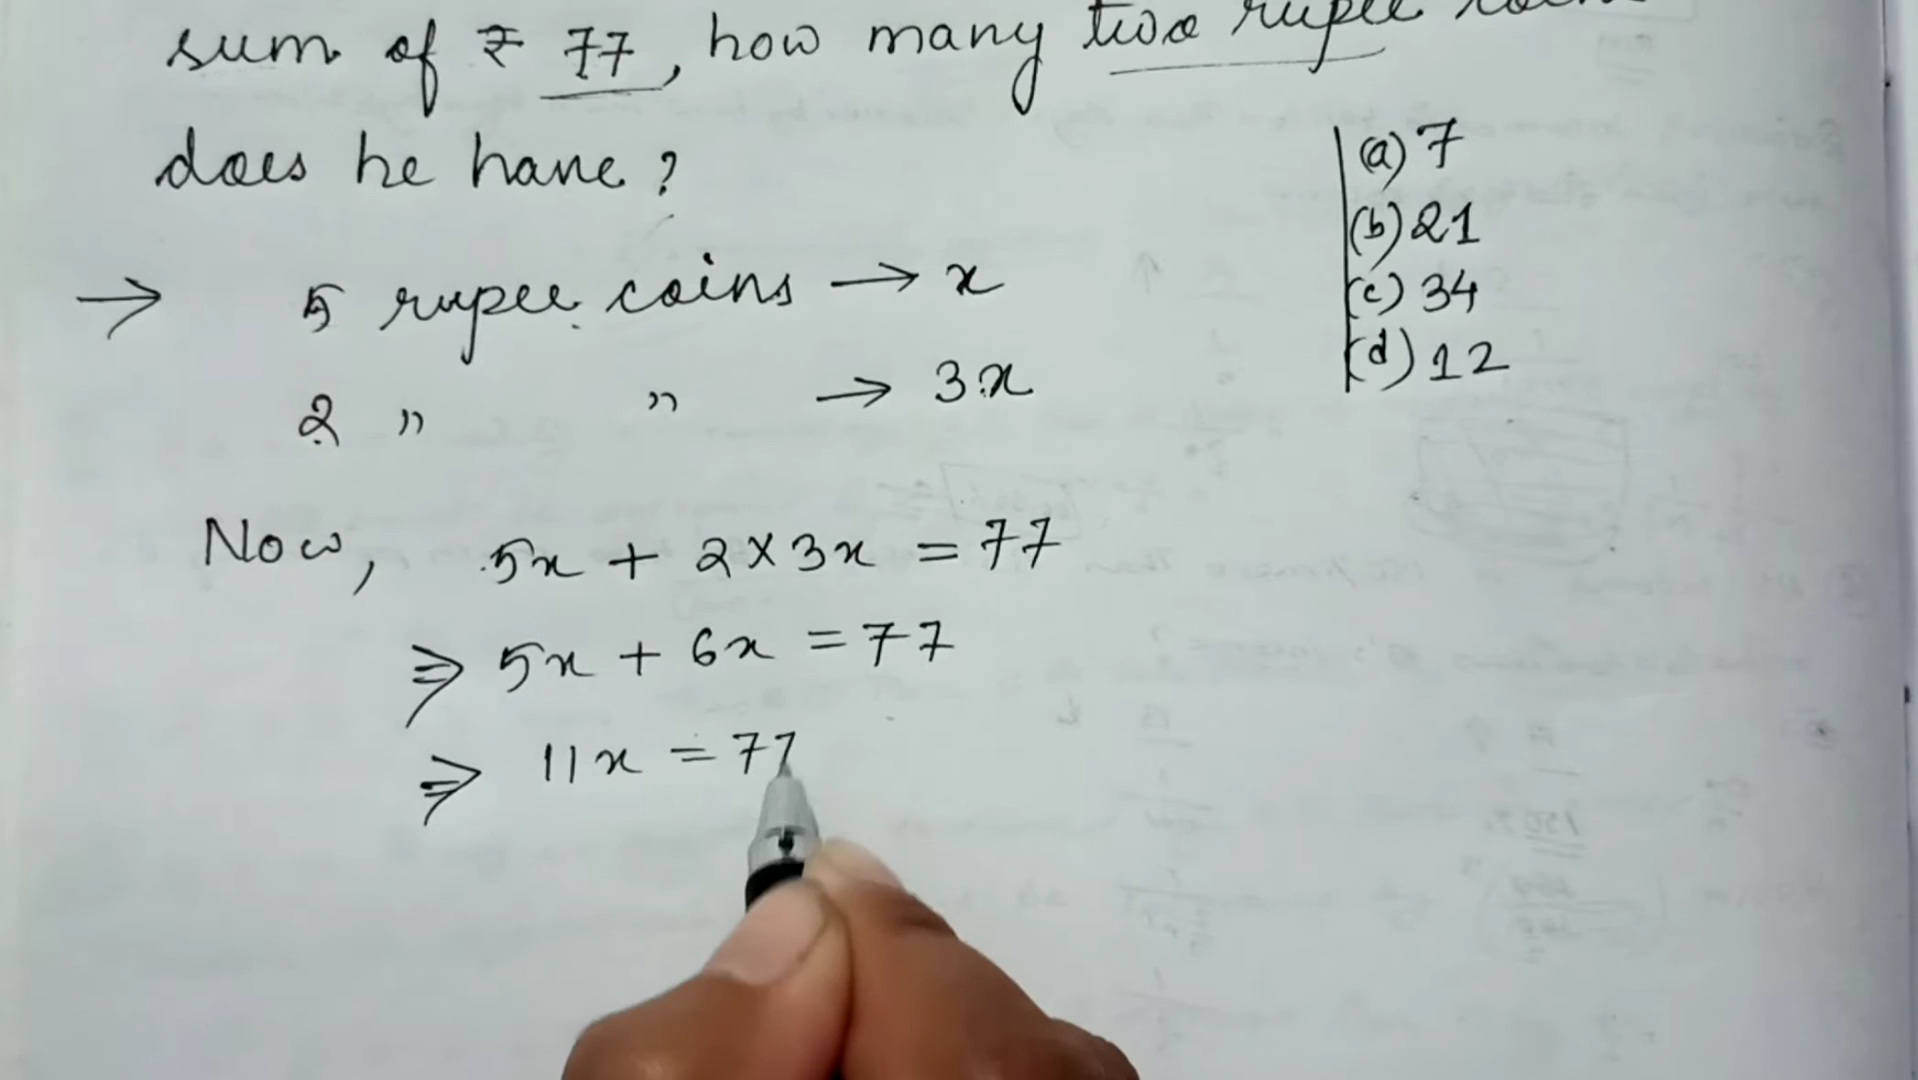 sum of ₹ 77, how many two rupee
does he have ?
(a) 7
(b) 21
(c) 34
(d) 12
→ 5 rupee coins → x
2 " " → 3x
Now, 5x + 2×3x = 77
⇒ 5x + 6x = 77
⇒ 11x = 77